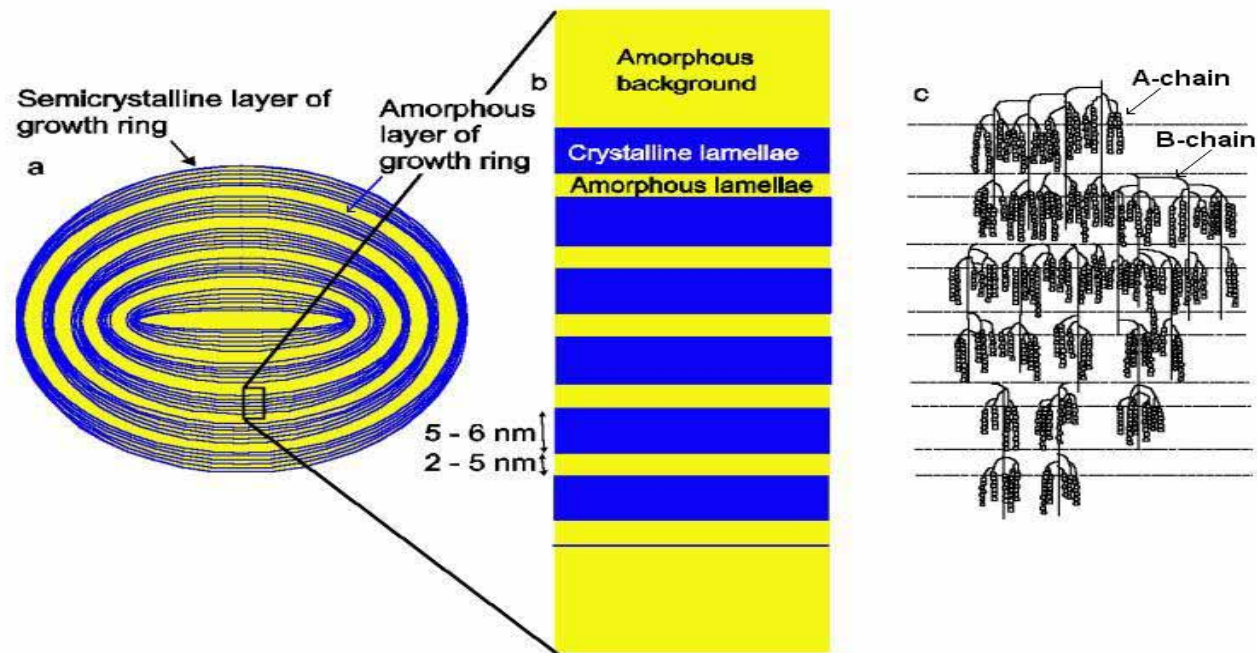 Semicrystalline layer of
growth ring
a
Amorphous
layer of
growth ring
b
Amorphous
background
Crystalline lamellae
Amorphous lamellae
5 - 6 nm
2 - 5 nm
c
A-chain
B-chain